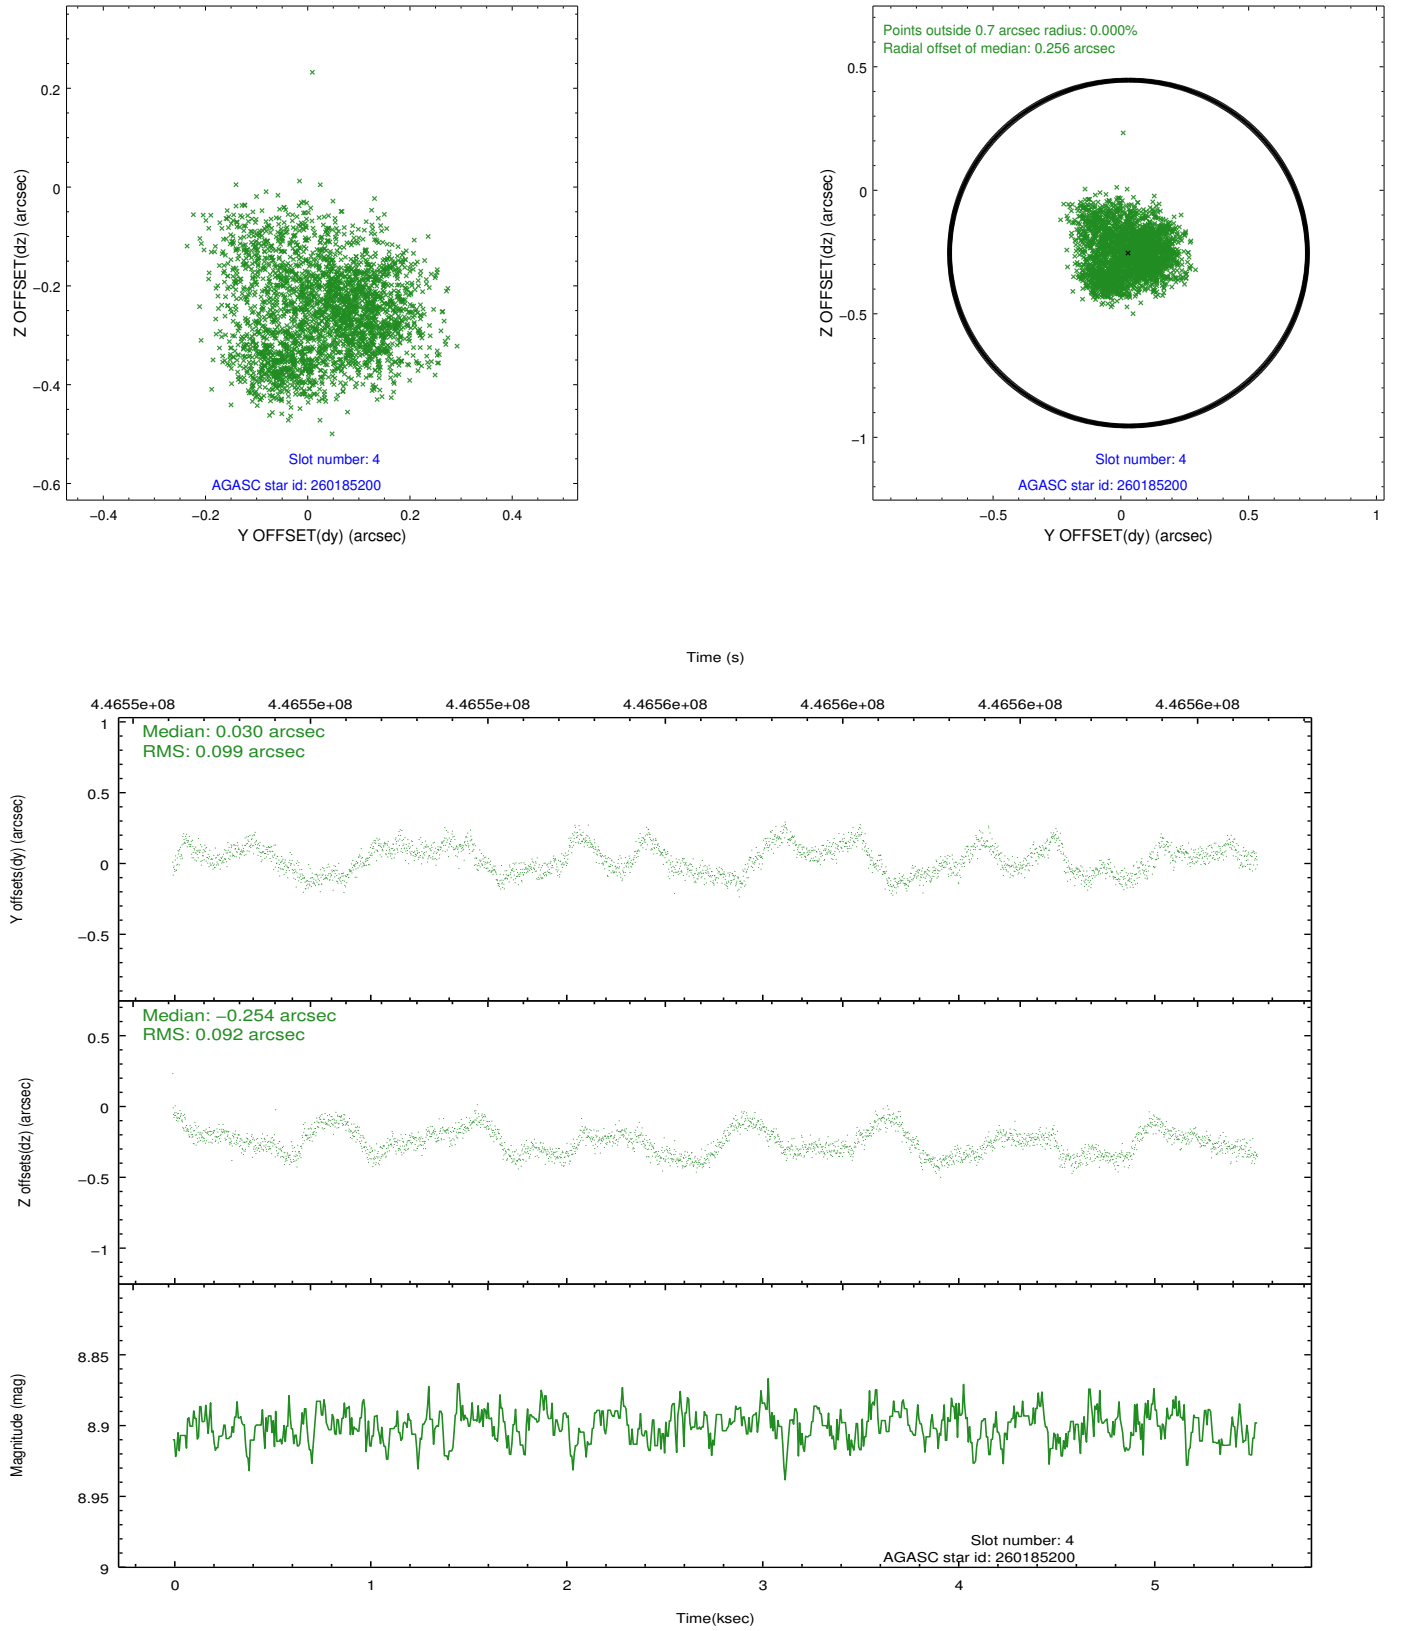 0.2
0
−0.2
−0.4
−0.6
Z OFFSET(dz) (arcsec)
Slot number: 4
AGASC star id: 260185200
−0.4 −0.2 0 0.2 0.4
Y OFFSET(dy) (arcsec)
Points outside 0.7 arcsec radius: 0.000%
Radial offset of median: 0.256 arcsec
0.5
0
−0.5
−1
Z OFFSET(dz) (arcsec)
Slot number: 4
AGASC star id: 260185200
−0.5 0 0.5 1
Y OFFSET(dy) (arcsec)
Time (s)
4.4655e+08 4.4655e+08 4.4655e+08 4.4656e+08 4.4656e+08 4.4656e+08 4.4656e+08
Median: 0.030 arcsec
RMS: 0.099 arcsec
1
0.5
0
−0.5
Y offsets(dy) (arcsec)
Median: −0.254 arcsec
RMS: 0.092 arcsec
0.5
0
−0.5
−1
Z offsets(dz) (arcsec)
8.85
8.9
8.95
9
Magnitude (mag)
Slot number: 4
AGASC star id: 260185200
0 1 2 3 4 5
Time(ksec)